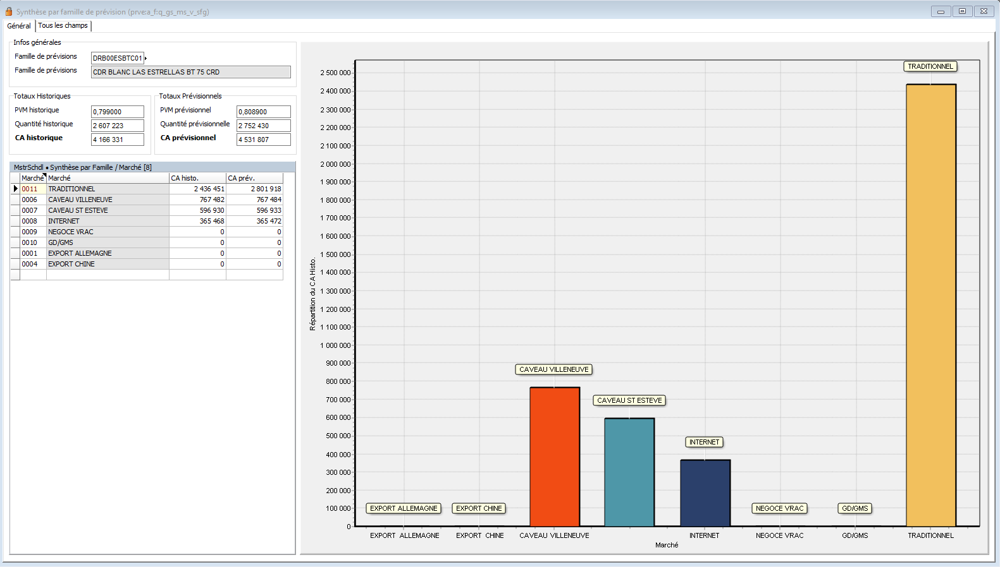 Synthèse par famille de prévision (prve:a_f:q_gs_ms_v_sfg)
Général Tous les champs
Infos générales
Famille de prévisions DRB00ESBTC01
Famille de prévisions CDR BLANC LAS ESTRELLAS BT 75 CRD
Totaux Historiques
PVM historique 0,799000
Quantité historique 2 607 223
CA historique 4 166 331
Totaux Prévisionnels
PVM prévisionnel 0,808900
Quantité prévisionnelle 2 752 430
CA prévisionnel 4 531 807
MstrSchdl • Synthèse par Famille / Marché [8]
Marché Marché CA histo. CA prév.
0011 TRADITIONNEL 2 436 451 2 801 918
0006 CAVEAU VILLENEUVE 767 482 767 484
0007 CAVEAU ST ESTEVE 596 930 596 933
0008 INTERNET 365 468 365 472
0009 NEGOCE VRAC 0 0
0010 GD/GMS 0 0
0001 EXPORT ALLEMAGNE 0 0
0004 EXPORT CHINE 0 0
Répartition du CA Histo.
2 500 000
2 400 000
2 300 000
2 200 000
2 100 000
2 000 000
1 900 000
1 800 000
1 700 000
1 600 000
1 500 000
1 400 000
1 300 000
1 200 000
1 100 000
1 000 000
900 000
800 000
700 000
600 000
500 000
400 000
300 000
200 000
100 000
0
TRADITIONNEL
CAVEAU VILLENEUVE
CAVEAU ST ESTEVE
INTERNET
EXPORT ALLEMAGNE EXPORT CHINE NEGOCE VRAC GD/GMS
EXPORT ALLEMAGNE EXPORT CHINE CAVEAU VILLENEUVE INTERNET NEGOCE VRAC GD/GMS TRADITIONNEL
Marché